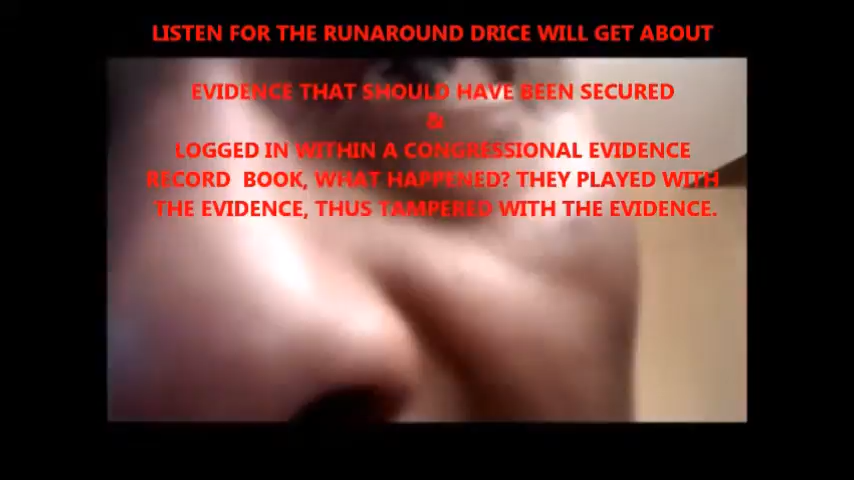 LISTEN FOR THE RUNAROUND DRICE WILL GET ABOUT
EVIDENCE THAT SHOULD HAVE BEEN SECURED
&
LOGGED IN WITHIN A CONGRESSIONAL EVIDENCE
RECORD BOOK, WHAT HAPPENED? THEY PLAYED WITH
THE EVIDENCE, THUS TAMPERED WITH THE EVIDENCE.